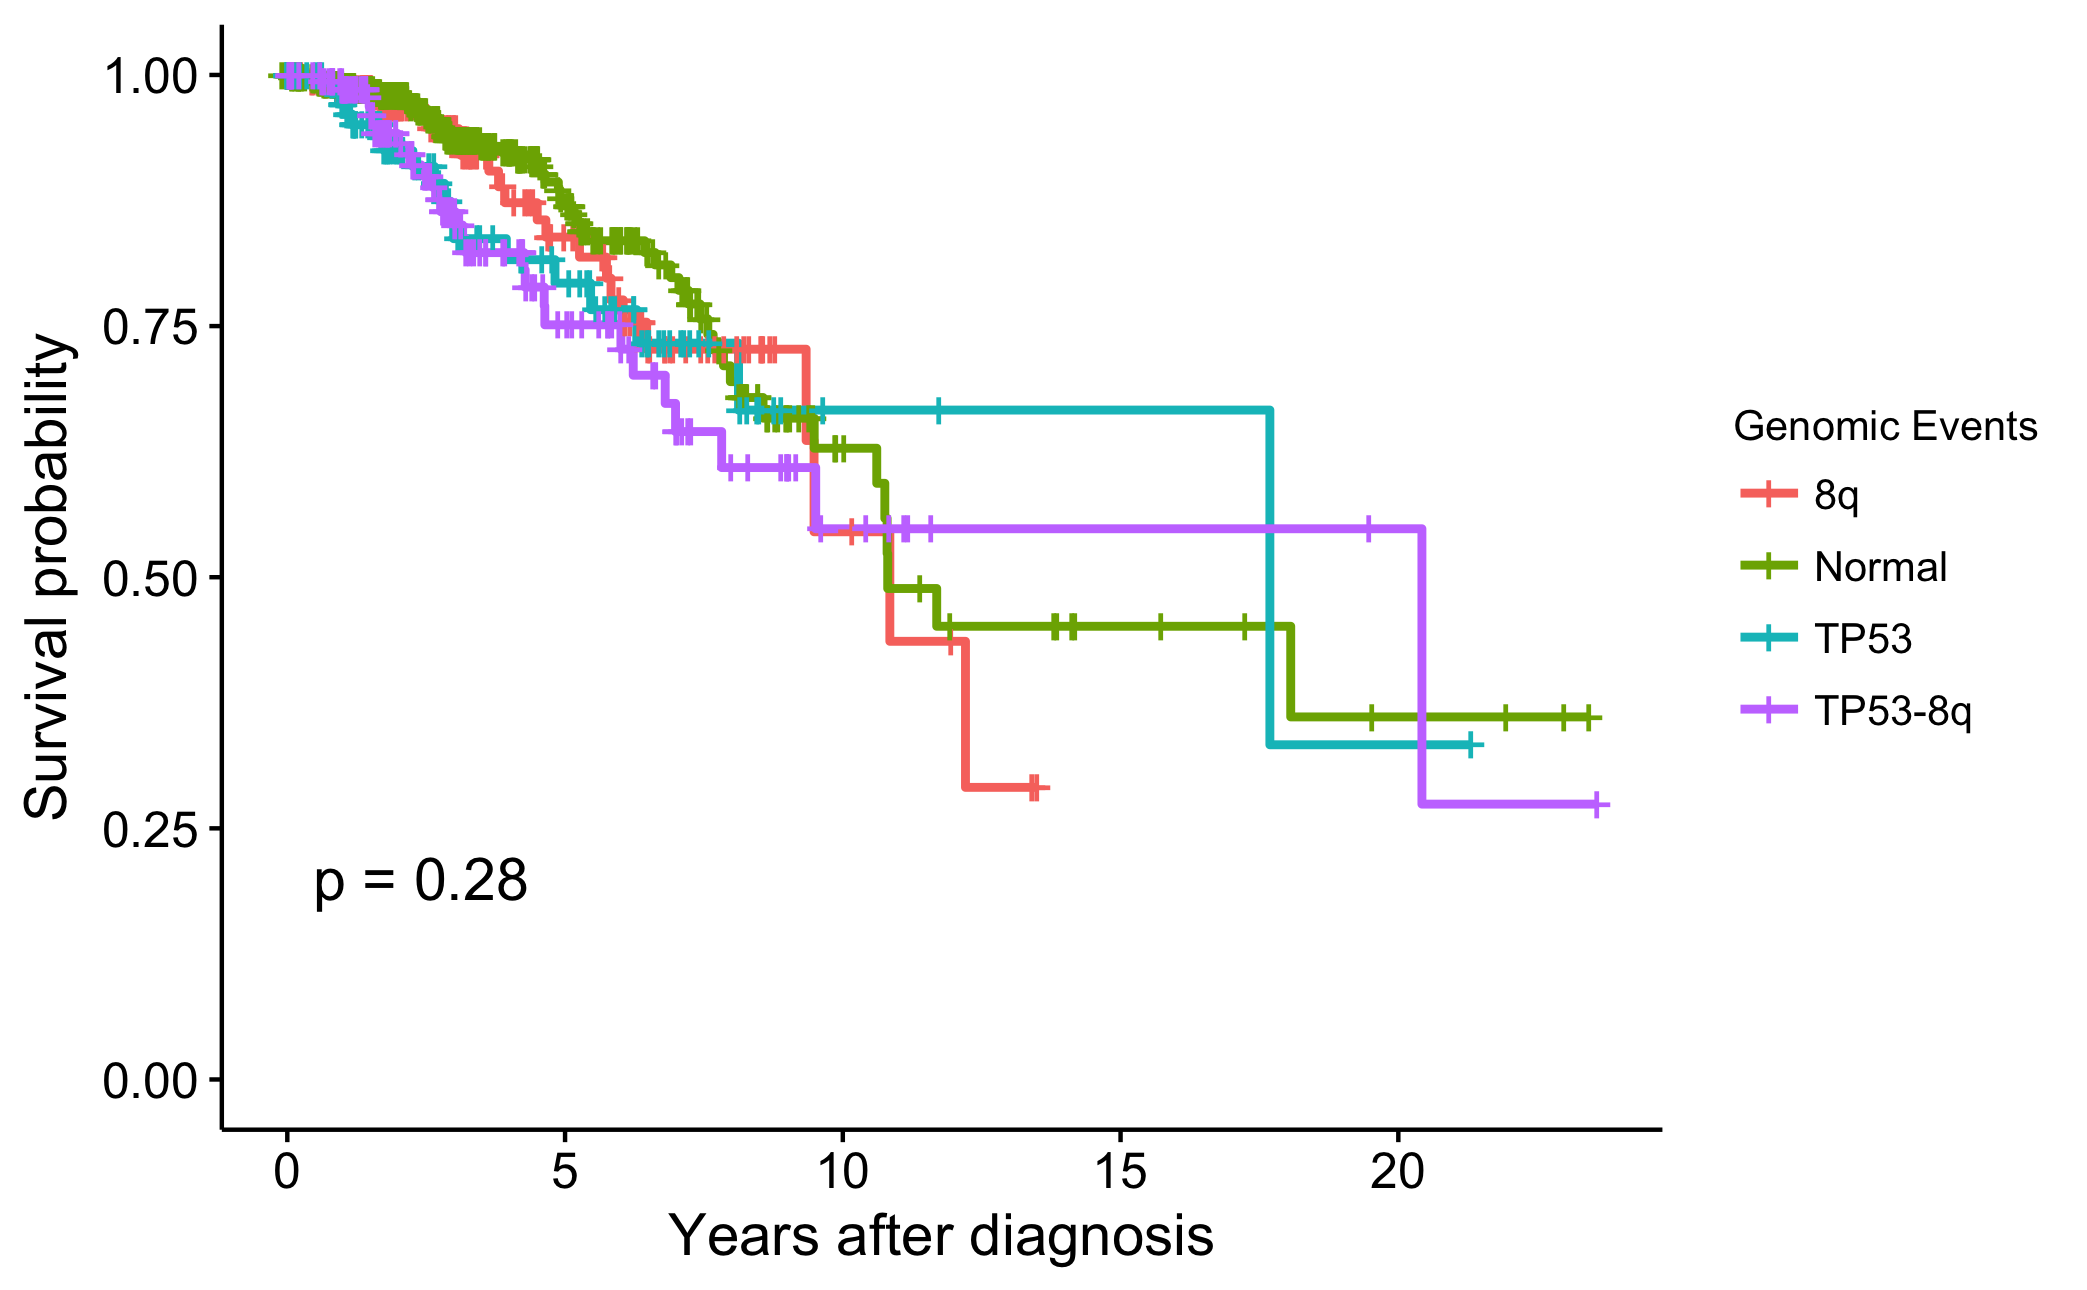 1.00
0.75
0.50
0.25
0.00
Survival probability
p = 0.28
0 5 10 15 20
Years after diagnosis
Genomic Events
8q
Normal
TP53
TP53-8q